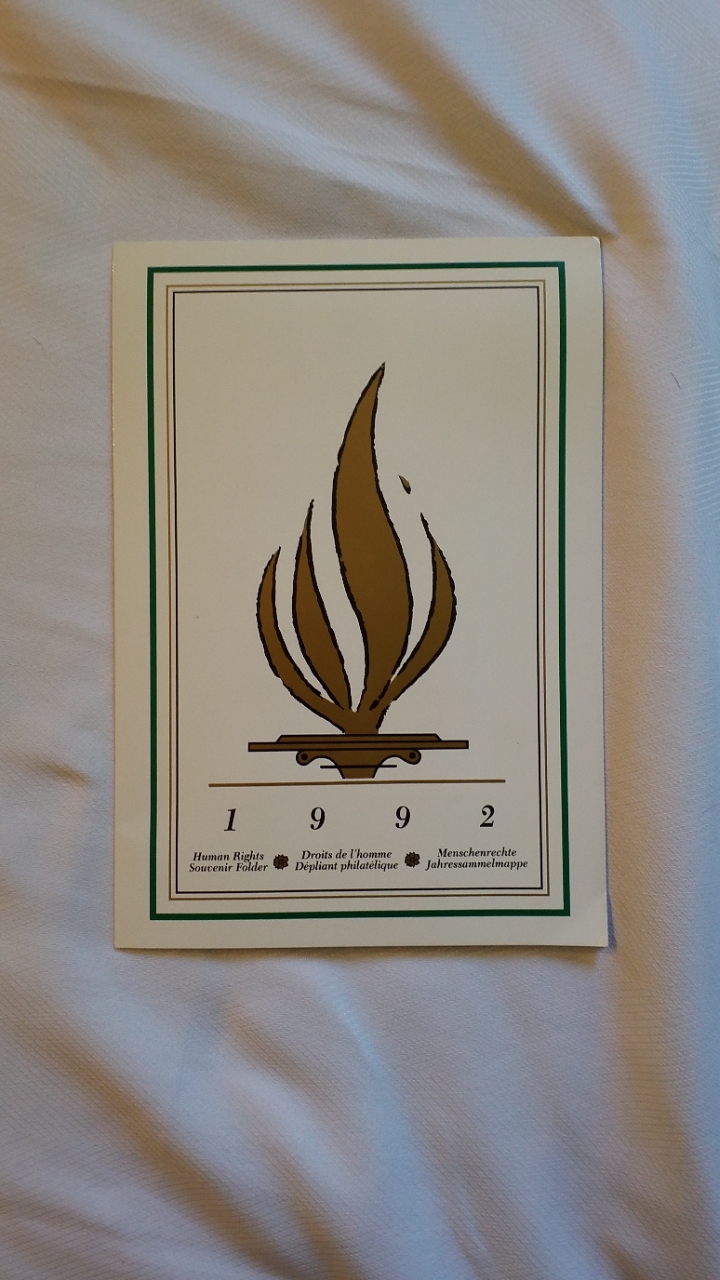 1 9 9 2
Human Rights
Souvenir Folder
Droits de l'homme
Dépliant philatélique
Menschenrechte
Jahressammelmappe